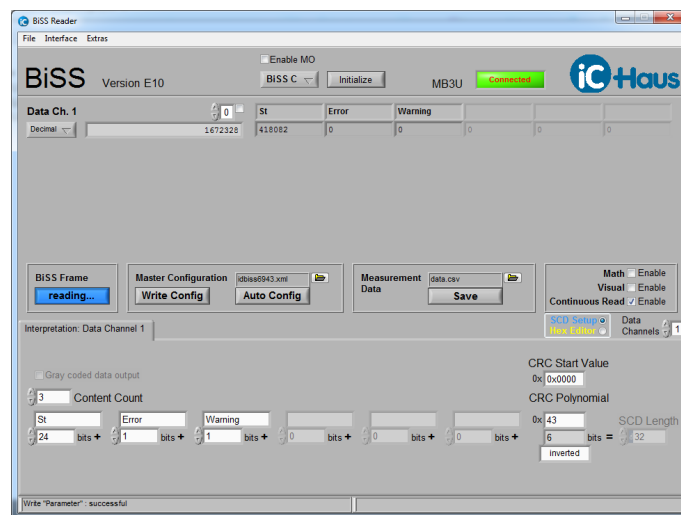 BiSS Reader
File Interface Extras
Enable MO
BiSS Version E10
BiSS C Initialize MB3U Connected
iC Haus
Data Ch. 1 0 St Error Warning
Decimal 1672328 418082 0 0 0 0 0
BiSS Frame
reading...
Master Configuration idbiss6943.xml
Write Config Auto Config
Measurement Data data.csv
Save
Math Enable
Visual Enable
Continuous Read Enable
SCD Setup
Hex Editor
Data Channels 1
Interpretation: Data Channel 1
Gray coded data output
CRC Start Value
0x 0x0000
3 Content Count
CRC Polynomial
St Error Warning 0x 43 SCD Length
24 bits + 1 bits + 1 bits + 0 bits + 0 bits + 0 bits + 6 bits = 32
inverted
Write "Parameter" : successful